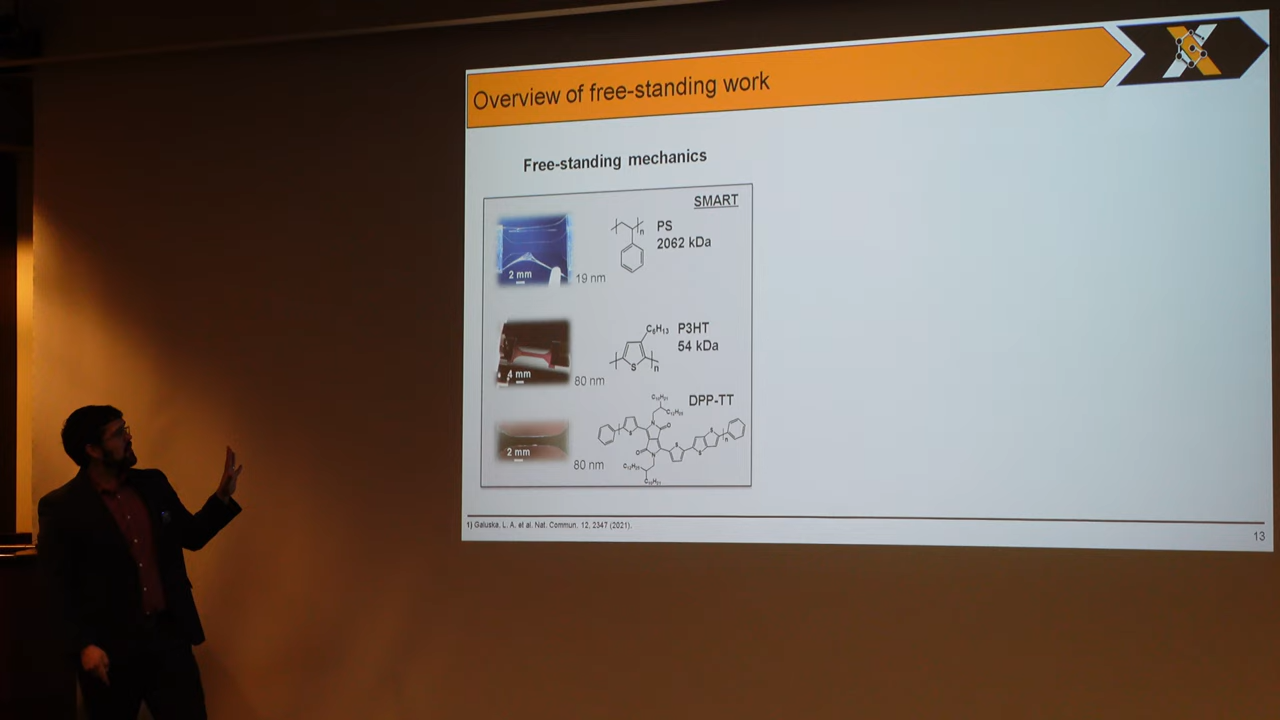 Overview of free-standing work
Free-standing mechanics
SMART
PS
2062 kDa
n
2 mm
19 nm
C6H13
P3HT
54 kDa
S
n
4 mm
80 nm
DPP-TT
2 mm
80 nm
1) Galuska, L. A. et al. Nat. Commun. 12, 2347 (2021).
13